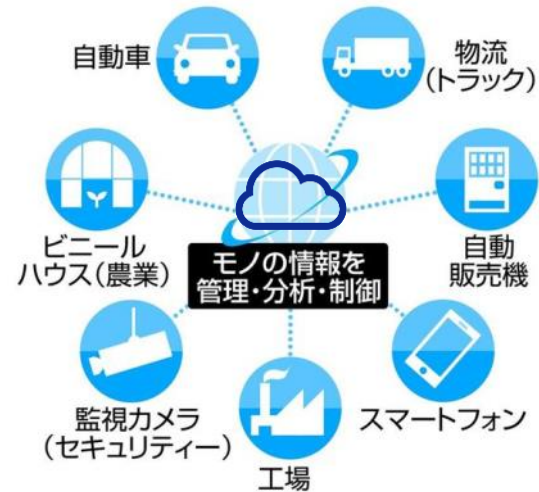 自動車
物流
(トラック)
ビニール
ハウス(農業)
モノの情報を
管理・分析・制御
自動
販売機
監視カメラ
(セキュリティー)
スマートフォン
工場